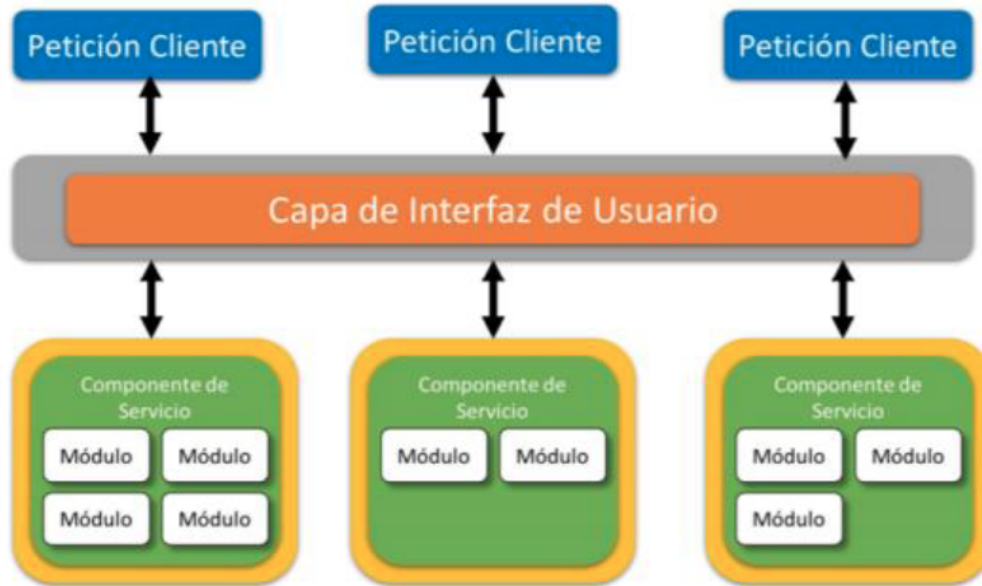 Petición Cliente
Petición Cliente
Petición Cliente
Capa de Interfaz de Usuario
Componente de
Servicio
Módulo
Módulo
Módulo
Módulo
Componente de
Servicio
Módulo
Módulo
Componente de
Servicio
Módulo
Módulo
Módulo